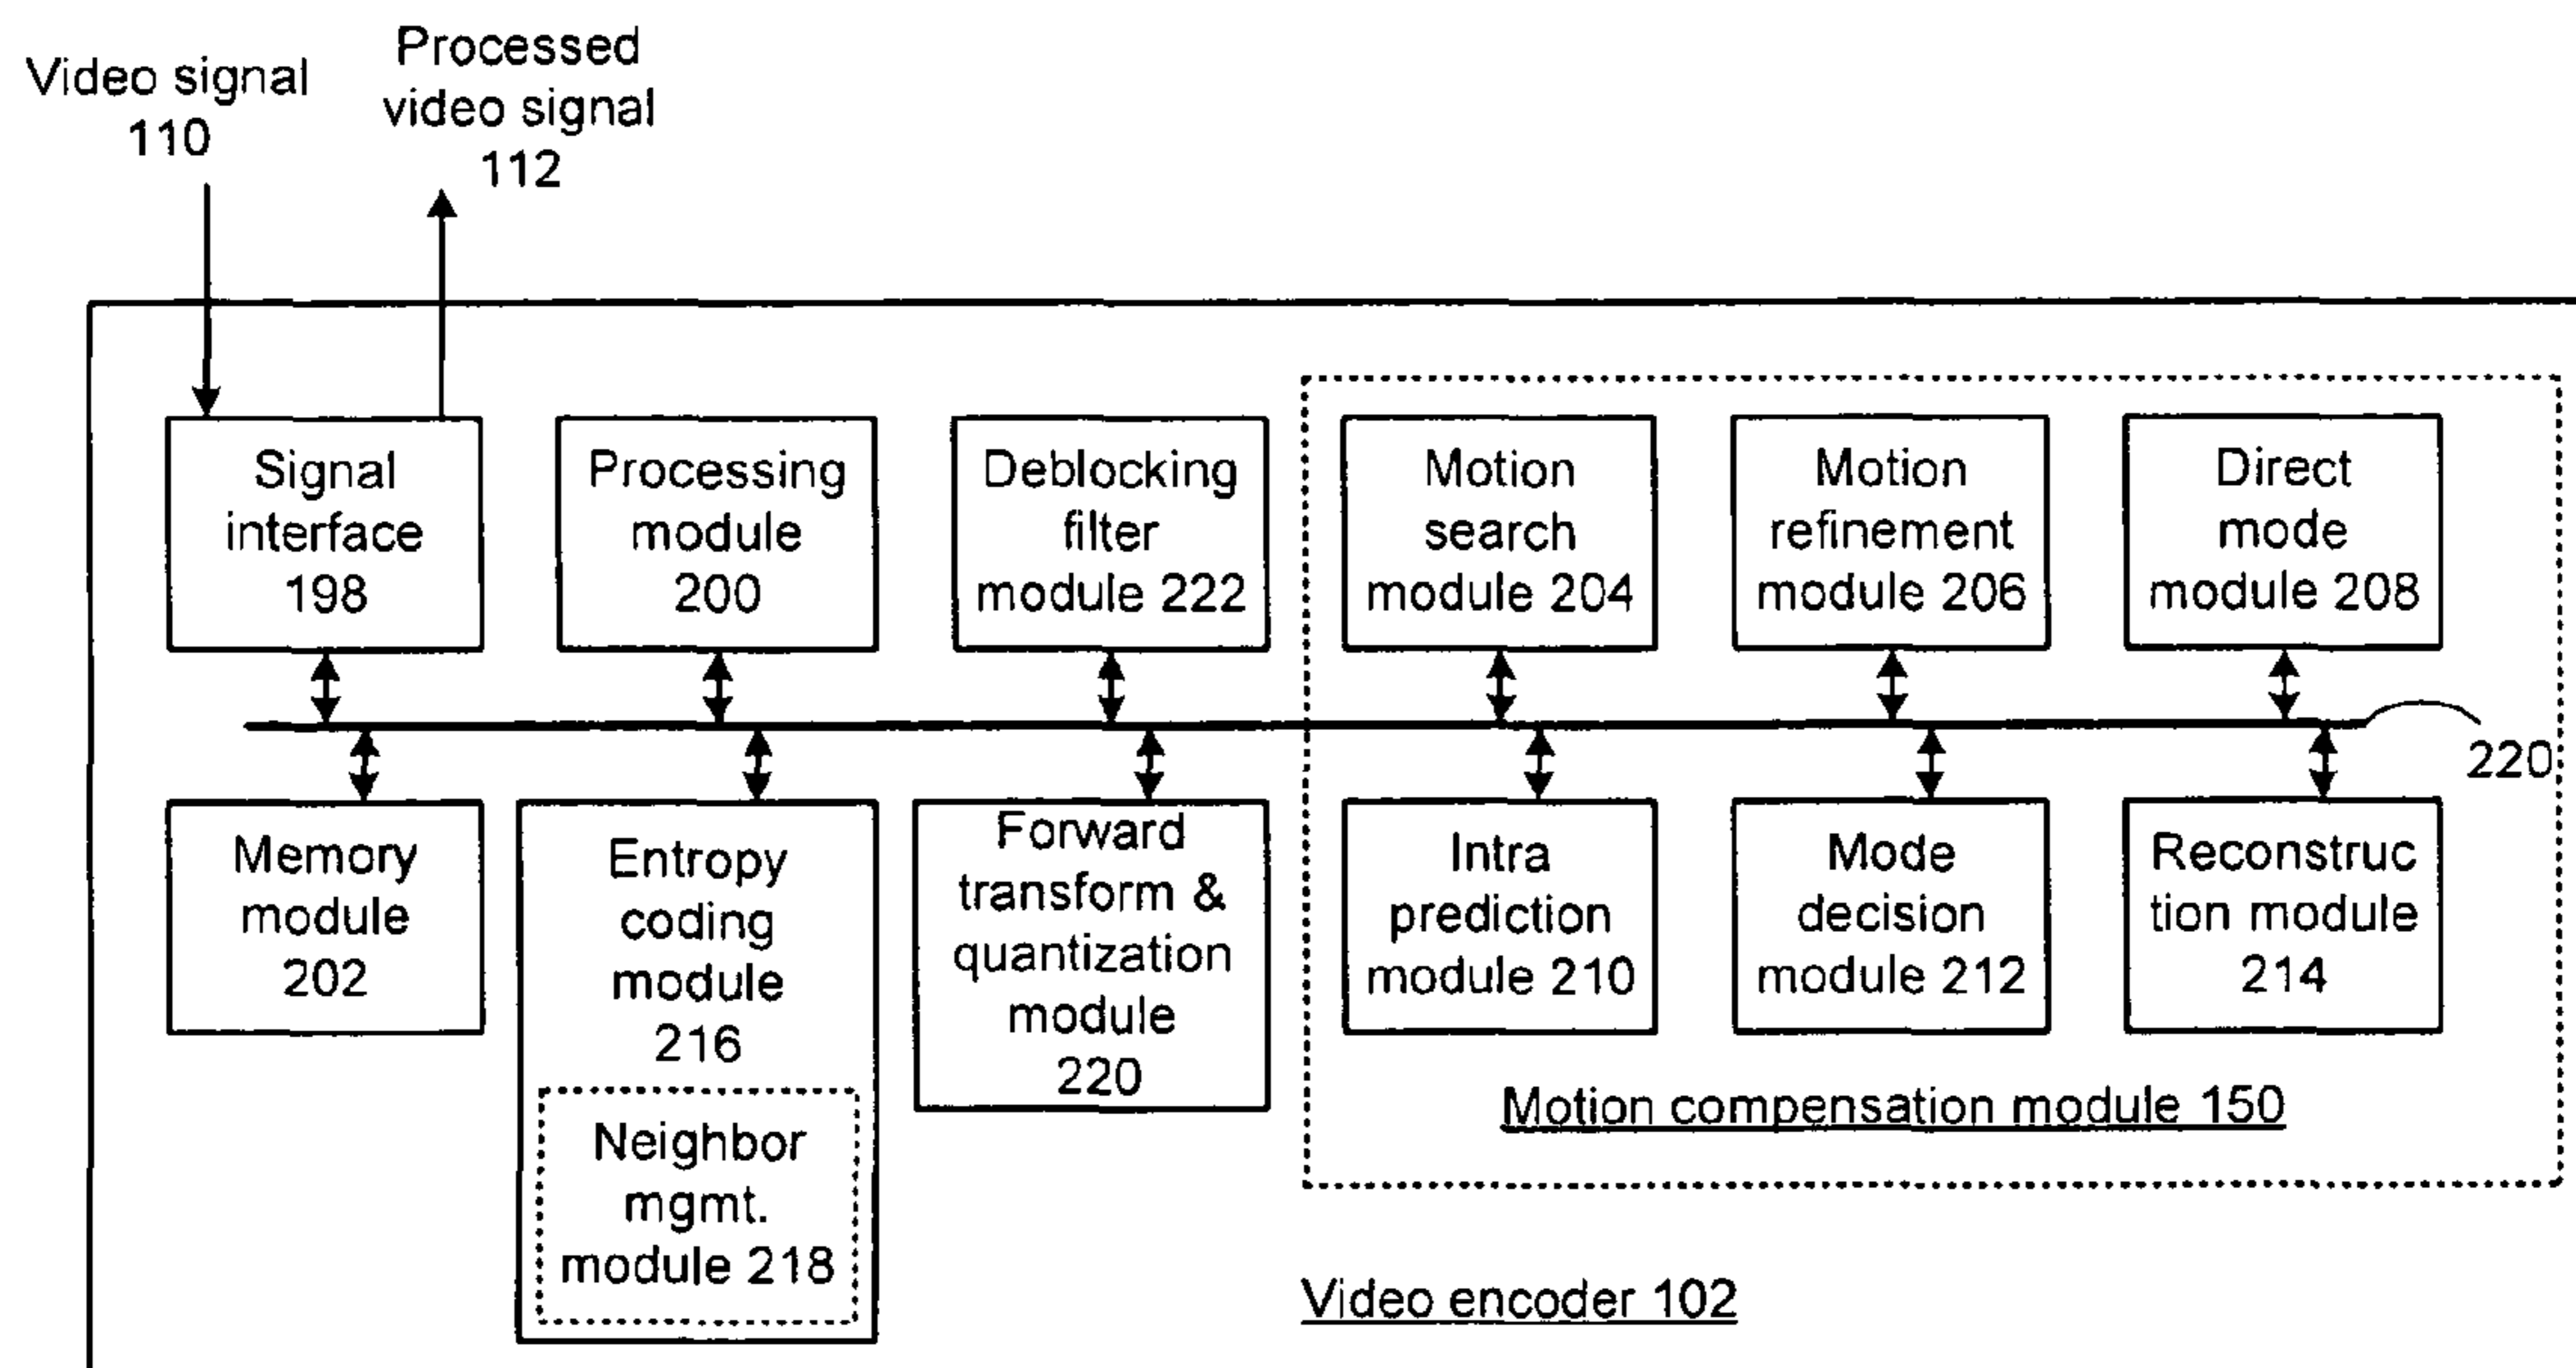 Video signal
110
Processed
video signal
112
Signal
interface
198
Processing
module
200
Deblocking
filter
module 222
Motion
search
module 204
Motion
refinement
module 206
Direct
mode
module 208
220
Memory
module
202
Entropy
coding
module
216
Neighbor
mgmt.
module 218
Forward
transform &
quantization
module
220
Intra
prediction
module 210
Mode
decision
module 212
Reconstruc
tion module
214
Motion compensation module 150
Video encoder 102